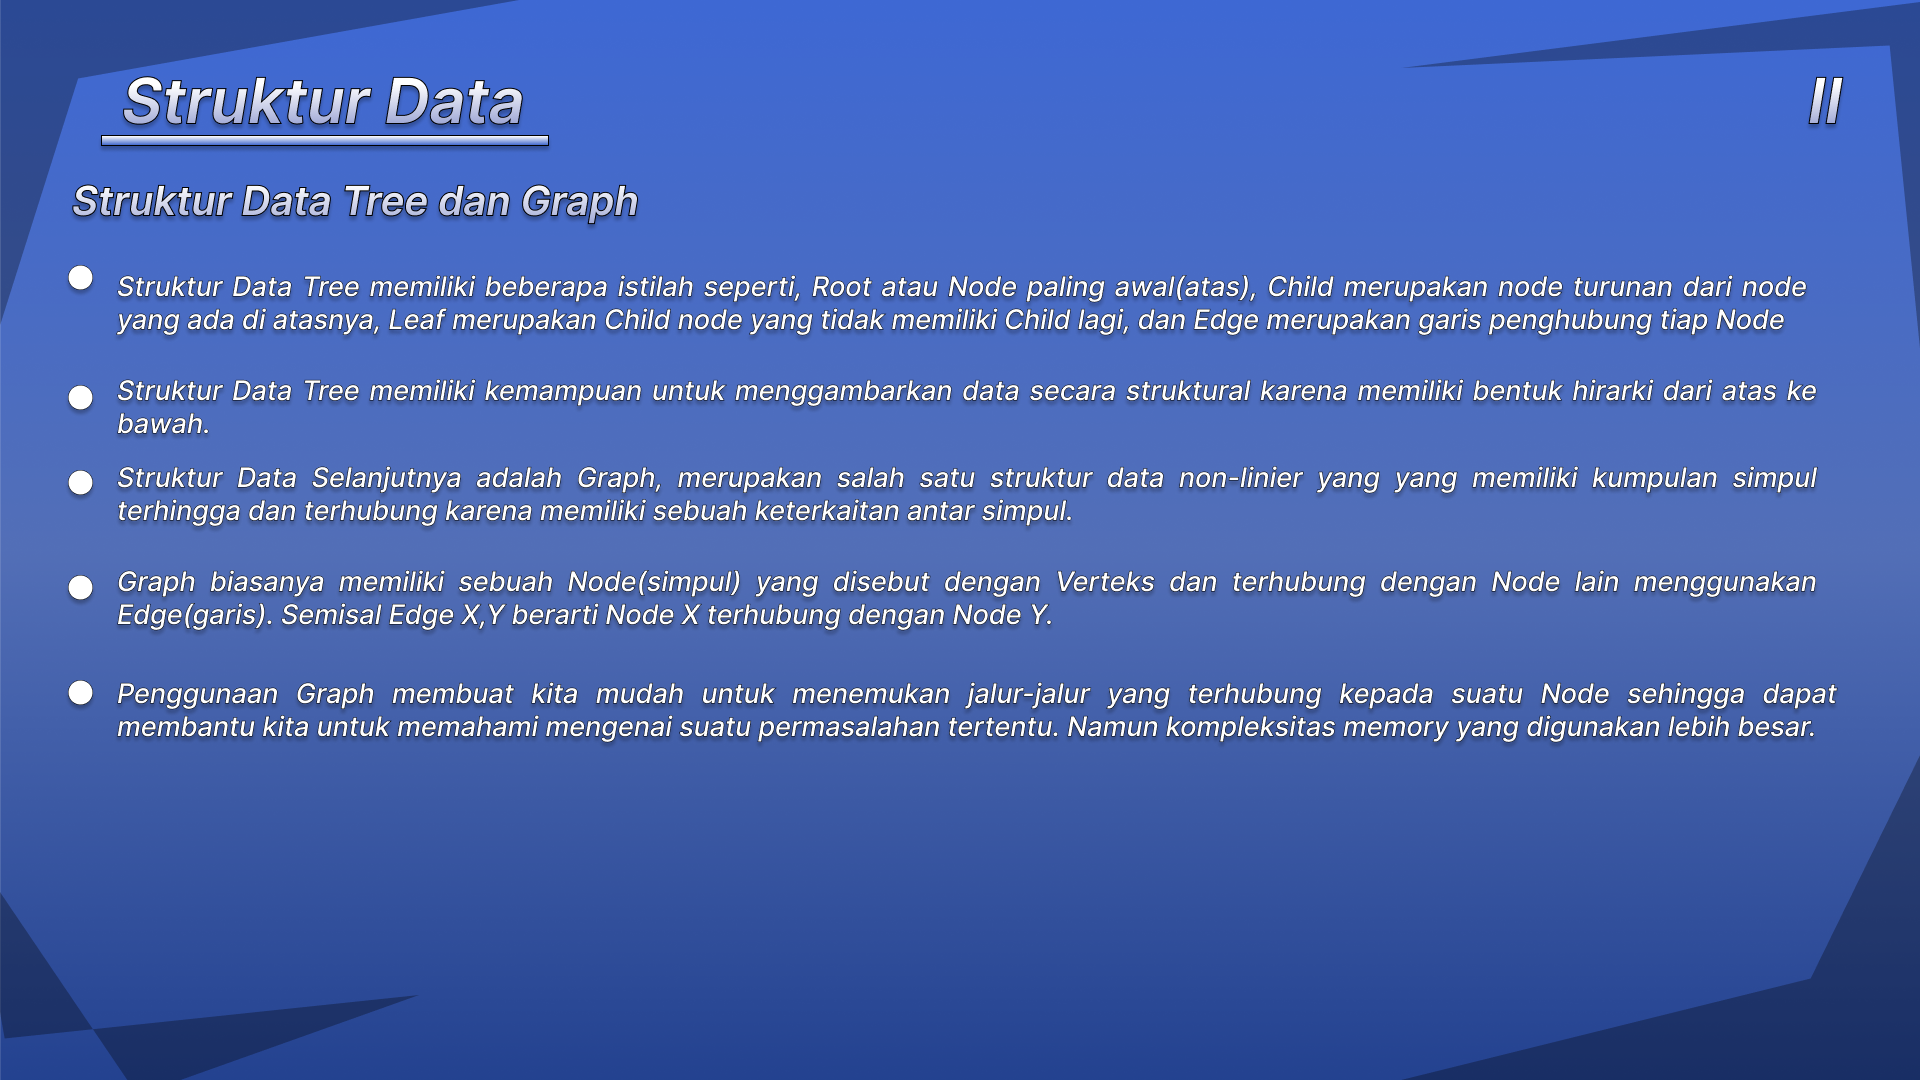 Struktur Data
II
Struktur Data Tree dan Graph
Struktur Data Tree memiliki beberapa istilah seperti, Root atau Node paling awal(atas), Child merupakan node turunan dari node
yang ada di atasnya, Leaf merupakan Child node yang tidak memiliki Child lagi, dan Edge merupakan garis penghubung tiap Node
Struktur Data Tree memiliki kemampuan untuk menggambarkan data secara struktural karena memiliki bentuk hirarki dari atas ke
bawah.
Struktur Data Selanjutnya adalah Graph, merupakan salah satu struktur data non-linier yang yang memiliki kumpulan simpul
terhingga dan terhubung karena memiliki sebuah keterkaitan antar simpul.
Graph biasanya memiliki sebuah Node(simpul) yang disebut dengan Verteks dan terhubung dengan Node lain menggunakan
Edge(garis). Semisal Edge X,Y berarti Node X terhubung dengan Node Y.
Penggunaan Graph membuat kita mudah untuk menemukan jalur-jalur yang terhubung kepada suatu Node sehingga dapat
membantu kita untuk memahami mengenai suatu permasalahan tertentu. Namun kompleksitas memory yang digunakan lebih besar.